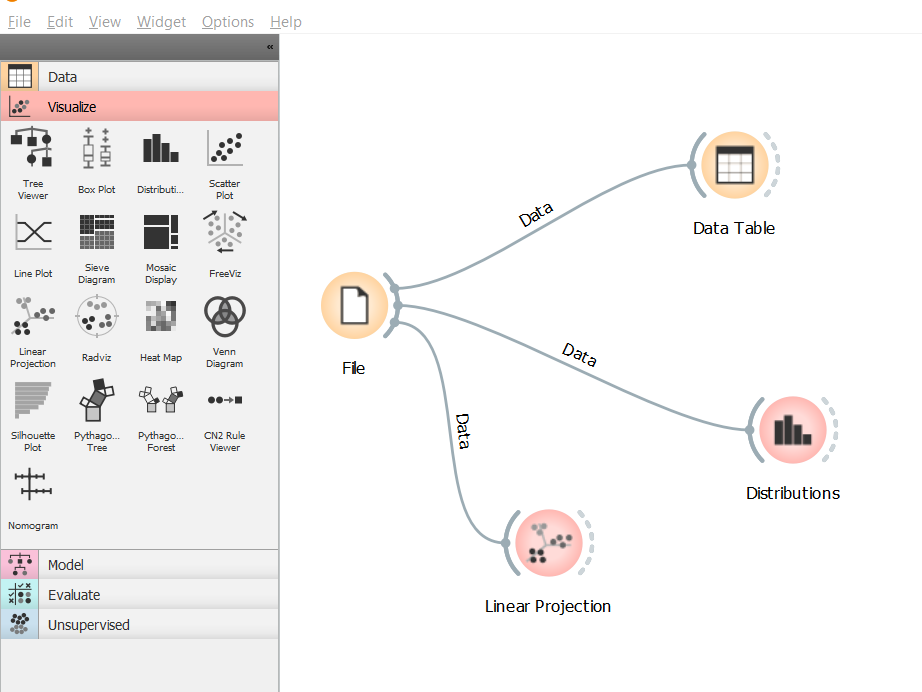 File Edit View Widget Options Help
«
Data
Visualize
Tree
Viewer
Box Plot
Distributi...
Scatter
Plot
Line Plot
Sieve
Diagram
Mosaic
Display
FreeViz
Linear
Projection
Radviz
Heat Map
Venn
Diagram
Silhouette
Plot
Pythago...
Tree
Pythago...
Forest
CN2 Rule
Viewer
Nomogram
Model
Evaluate
Unsupervised
Data
Data Table
File
Data
Data
Distributions
Linear Projection